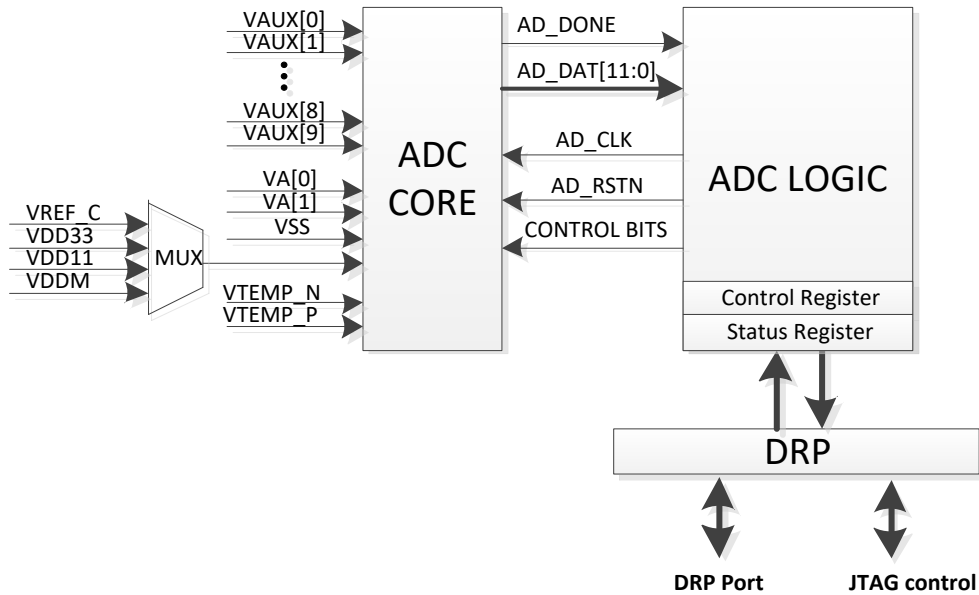 VAUX[0]
VAUX[1]
VAUX[8]
VAUX[9]
VA[0]
VA[1]
VSS
VREF_C
VDD33
VDD11
VDDM
MUX
VTEMP_N
VTEMP_P
ADC
CORE
AD_DONE
AD_DAT[11:0]
AD_CLK
AD_RSTN
CONTROL BITS
ADC LOGIC
Control Register
Status Register
DRP
DRP Port
JTAG control